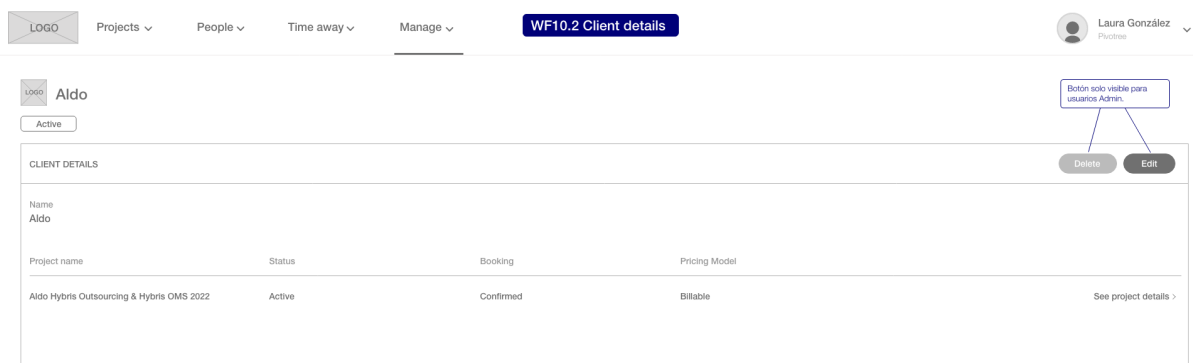 LOGO
Projects
People
Time away
Manage
WF10.2 Client details
Laura González
Pivotree
LOGO
Aldo
Active
Botón solo visible para
usuarios Admin.
CLIENT DETAILS
Delete
Edit
Name
Aldo
Project name Status Booking Pricing Model
Aldo Hybris Outsourcing & Hybris OMS 2022 Active Confirmed Billable See project details >